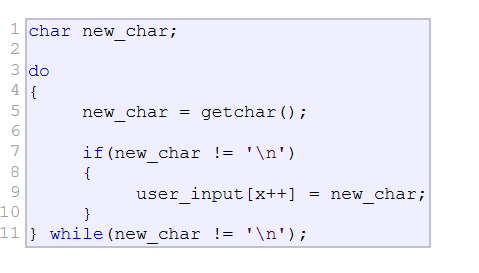 1 char new_char;
2
3 do
4 {
5 new_char = getchar();
6
7 if(new_char != '\n')
8 {
9 user_input[x++] = new_char;
10 }
11 } while(new_char != '\n');